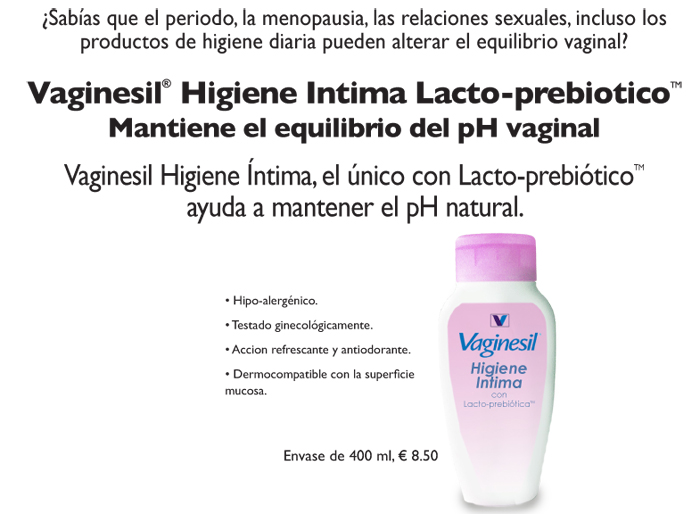 ¿Sabías que el periodo, la menopausia, las relaciones sexuales, incluso los
productos de higiene diaria pueden alterar el equilibrio vaginal?
Vaginesil® Higiene Intima Lacto-prebiotico™
Mantiene el equilibrio del pH vaginal
Vaginesil Higiene Íntima, el único con Lacto-prebiótico™
ayuda a mantener el pH natural.
• Hipo-alergénico.
• Testado ginecológicamente.
• Accion refrescante y antiodorante.
• Dermocompatible con la superficie
mucosa.
Envase de 400 ml, € 8.50
V
Vaginesil
Higiene
Intima
con
Lacto-prebiótica™